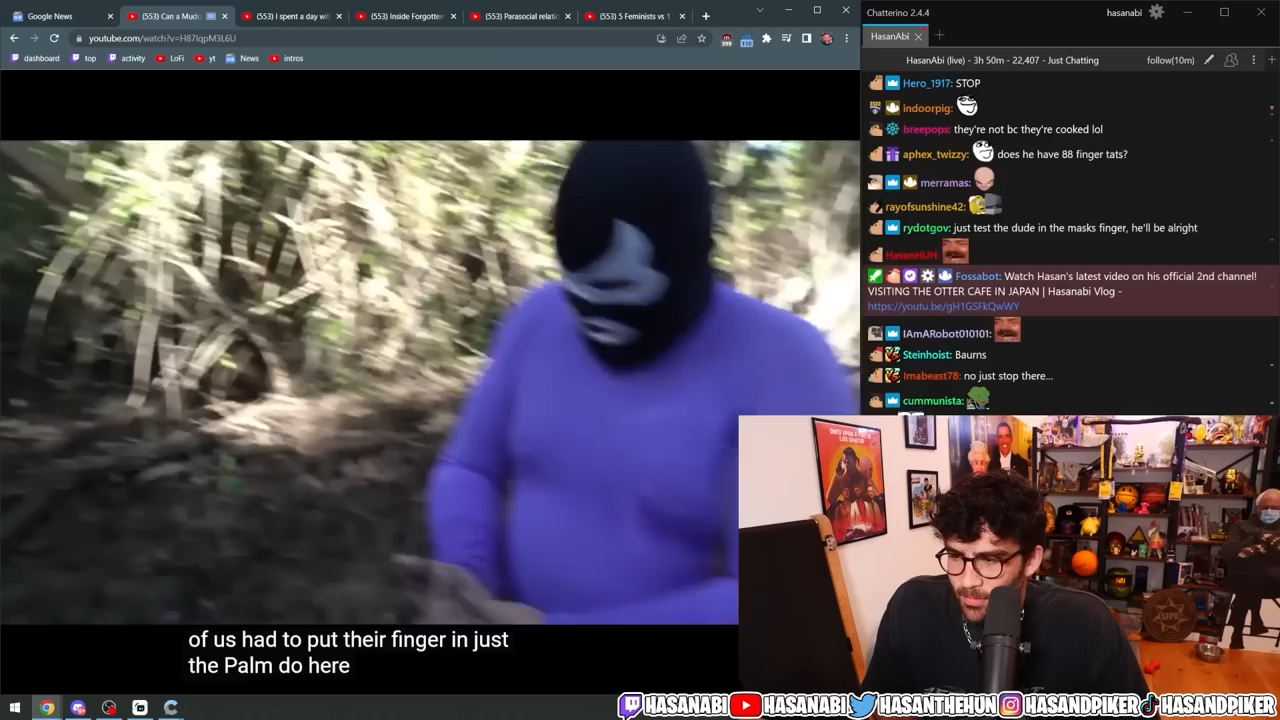 Google News
(553) Can a Mudc
(553) I spent a day wi
(553) Inside Forgotten
(553) Parasocial relatio
(553) 5 Feminists vs 1
youtube.com/watch?v=H87IqpM3L6U
dashboard
top
activity
LoFi
yt
News
intros
of us had to put their finger in just
the Palm do here
Chatterino 2.4.4
hasanabi
HasanAbi
HasanAbi (live) - 3h 50m - 22,407 - Just Chatting
follow(10m)
Hero_1917: STOP
indoorpig:
breepops: they're not bc they're cooked lol
aphex_twizzy: does he have 88 finger tats?
merramas:
rayofsunshine42:
rydotgov: just test the dude in the masks finger, he'll be alright
HasanHUH:
Fossabot: Watch Hasan's latest video on his official 2nd channel!
VISITING THE OTTER CAFE IN JAPAN | Hasanabi Vlog -
https://youtu.be/gH1GSFkQwWY
IAmARobot010101:
Steinhoist: Baurns
Imabeast78: no just stop there...
cummunista:
HASANABI
HASANABI
HASANTHEHUN
HASANDPIKER
HASANDPIKER